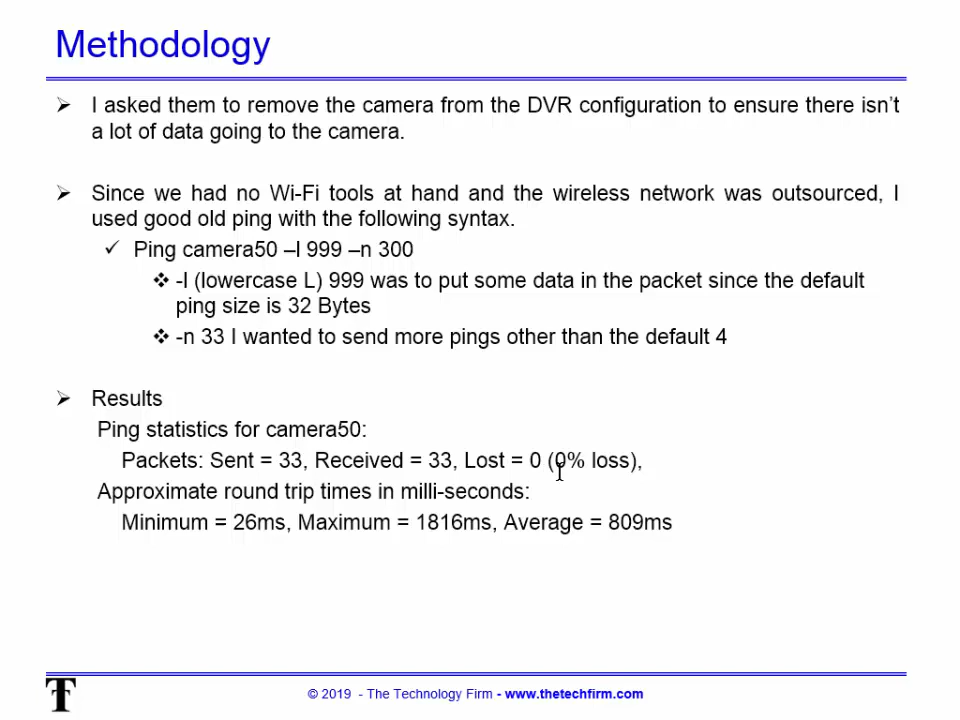 Methodology
➢ I asked them to remove the camera from the DVR configuration to ensure there isn't
a lot of data going to the camera.
➢ Since we had no Wi-Fi tools at hand and the wireless network was outsourced, I
used good old ping with the following syntax.
✓ Ping camera50 –l 999 –n 300
❖ -l (lowercase L) 999 was to put some data in the packet since the default
ping size is 32 Bytes
❖ -n 33 I wanted to send more pings other than the default 4
➢ Results
Ping statistics for camera50:
Packets: Sent = 33, Received = 33, Lost = 0 (0% loss),
Approximate round trip times in milli-seconds:
Minimum = 26ms, Maximum = 1816ms, Average = 809ms
TF
© 2019 - The Technology Firm - www.thetechfirm.com